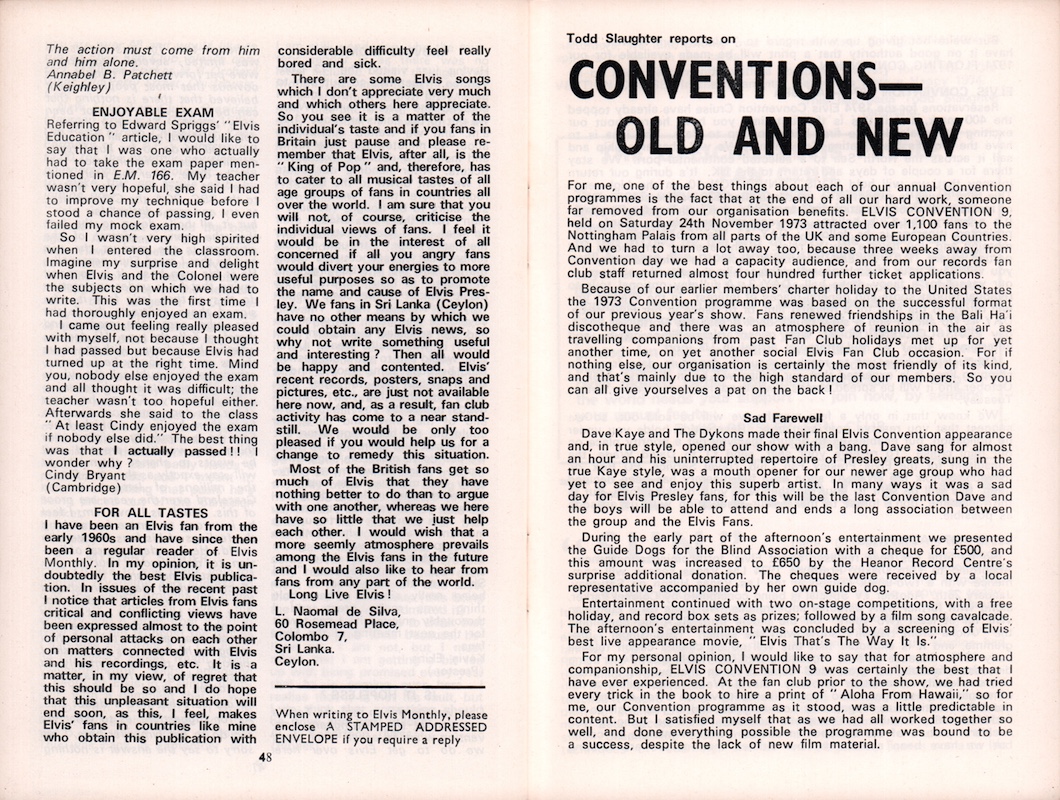 The action must come from him
and him alone.
Annabel B. Patchett
(Keighley)
ENJOYABLE EXAM
Referring to Edward Spriggs' "Elvis
Education" article, I would like to
say that I was one who actually
had to take the exam paper men-
tioned in E.M. 166. My teacher
wasn't very hopeful, she said I had
to improve my technique before I
stood a chance of passing, I even
failed my mock exam.
So I wasn't very high spirited
when I entered the classroom.
Imagine my surprise and delight
when Elvis and the Colonel were
the subjects on which we had to
write. This was the first time I
had thoroughly enjoyed an exam.
I came out feeling really pleased
with myself, not because I thought
I had passed but because Elvis had
turned up at the right time. Mind
you, nobody else enjoyed the exam
and all thought it was difficult; the
teacher wasn't too hopeful either.
Afterwards she said to the class
"At least Cindy enjoyed the exam
if nobody else did." The best thing
was that I actually passed!! I
wonder why?
Cindy Bryant
(Cambridge)
FOR ALL TASTES
I have been an Elvis fan from the
early 1960s and have since then
been a regular reader of Elvis
Monthly. In my opinion, it is un-
doubtedly the best Elvis publica-
tion. In issues of the recent past
I notice that articles from Elvis fans
critical and conflicting views have
been expressed almost to the point
of personal attacks on each other
on matters connected with Elvis
and his recordings, etc. It is a
matter, in my view, of regret that
this should be so and I do hope
that this unpleasant situation will
end soon, as this, I feel, makes
Elvis' fans in countries like mine
who obtain this publication with
considerable difficulty feel really
bored and sick.
There are some Elvis songs
which I don't appreciate very much
and which others here appreciate.
So you see it is a matter of the
individual's taste and if you fans in
Britain just pause and please re-
member that Elvis, after all, is the
"King of Pop" and, therefore, has
to cater to all musical tastes of all
age groups of fans in countries all
over the world. I am sure that you
will not, of course, criticise the
individual views of fans. I feel it
would be in the interest of all
concerned if all you angry fans
would divert your energies to more
useful purposes so as to promote
the name and cause of Elvis Pres-
ley. We fans in Sri Lanka (Ceylon)
have no other means by which we
could obtain any Elvis news, so
why not write something useful
and interesting? Then all would
be happy and contented. Elvis'
recent records, posters, snaps and
pictures, etc., are just not available
here now, and, as a result, fan club
activity has come to a near stand-
still. We would be only too
pleased if you would help us for a
change to remedy this situation.
Most of the British fans get so
much of Elvis that they have
nothing better to do than to argue
with one another, whereas we here
have so little that we just help
each other. I would wish that a
more seemly atmosphere prevails
among the Elvis fans in the future
and I would also like to hear from
fans from any part of the world.
Long Live Elvis!
L. Naomal de Silva,
60 Rosemead Place,
Colombo 7,
Sri Lanka.
Ceylon.
When writing to Elvis Monthly, please
enclose A STAMPED ADDRESSED
ENVELOPE if you require a reply
48
Todd Slaughter reports on
CONVENTIONS—
OLD AND NEW
For me, one of the best things about each of our annual Convention
programmes is the fact that at the end of all our hard work, someone
far removed from our organisation benefits. ELVIS CONVENTION 9,
held on Saturday 24th November 1973 attracted over 1,100 fans to the
Nottingham Palais from all parts of the UK and some European Countries.
And we had to turn a lot away too, because three weeks away from
Convention day we had a capacity audience, and from our records fan
club staff returned almost four hundred further ticket applications.
Because of our earlier members' charter holiday to the United States
the 1973 Convention programme was based on the successful format
of our previous year's show. Fans renewed friendships in the Bali Ha'i
discotheque and there was an atmosphere of reunion in the air as
travelling companions from past Fan Club holidays met up for yet
another time, on yet another social Elvis Fan Club occasion. For if
nothing else, our organisation is certainly the most friendly of its kind,
and that's mainly due to the high standard of our members. So you
can all give yourselves a pat on the back!
Sad Farewell
Dave Kaye and The Dykons made their final Elvis Convention appearance
and, in true style, opened our show with a bang. Dave sang for almost
an hour and his uninterrupted repertoire of Presley greats, sung in the
true Kaye style, was a mouth opener for our newer age group who had
yet to see and enjoy this superb artist. In many ways it was a sad
day for Elvis Presley fans, for this will be the last Convention Dave and
the boys will be able to attend and ends a long association between
the group and the Elvis Fans.
During the early part of the afternoon's entertainment we presented
the Guide Dogs for the Blind Association with a cheque for £500, and
this amount was increased to £650 by the Heanor Record Centre's
surprise additional donation. The cheques were received by a local
representative accompanied by her own guide dog.
Entertainment continued with two on-stage competitions, with a free
holiday, and record box sets as prizes; followed by a film song cavalcade.
The afternoon's entertainment was concluded by a screening of Elvis'
best live appearance movie, "Elvis That's The Way It Is."
For my personal opinion, I would like to say that for atmosphere and
companionship, ELVIS CONVENTION 9 was certainly the best that I
have ever experienced. At the fan club prior to the show, we had tried
every trick in the book to hire a print of "Aloha From Hawaii," so for
me, our Convention programme as it stood, was a little predictable in
content. But I satisfied myself that as we had all worked together so
well, and done everything possible the programme was bound to be
a success, despite the lack of new film material.